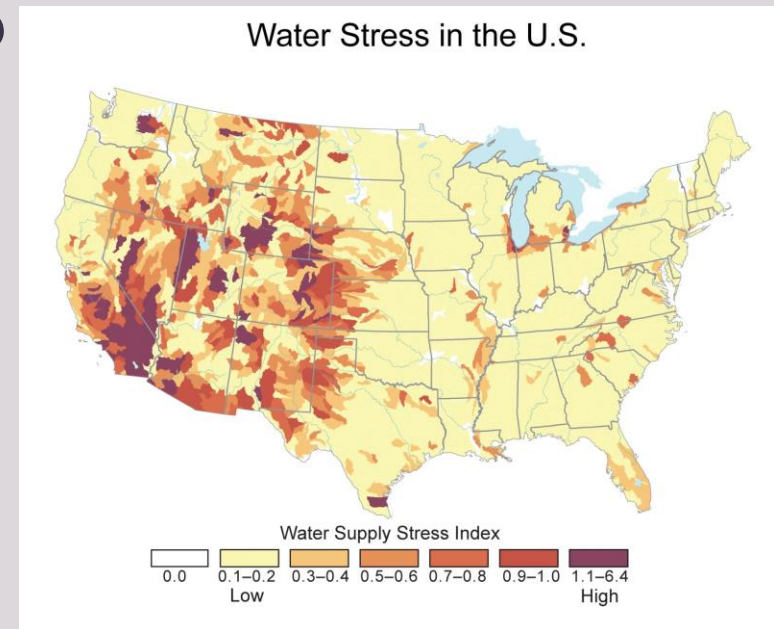 Water Stress in the U.S.
Water Supply Stress Index
0.0 0.1–0.2 0.3–0.4 0.5–0.6 0.7–0.8 0.9–1.0 1.1–6.4
Low High